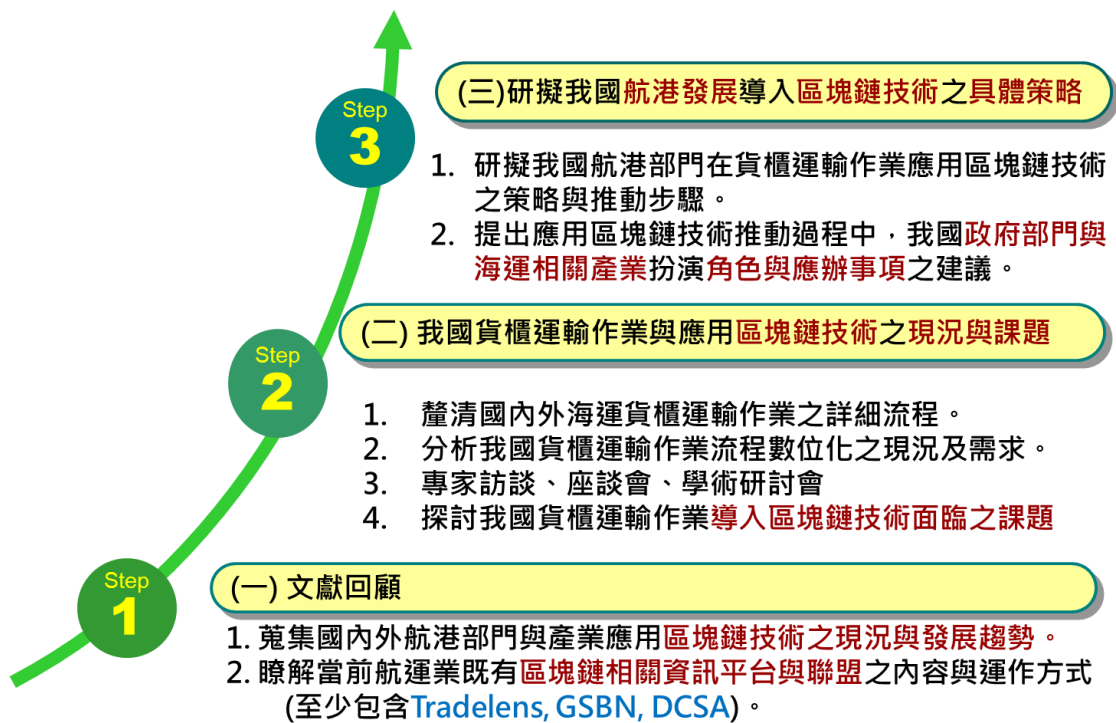 Step
3
(三)研擬我國航港發展導入區塊鏈技術之具體策略
1. 研擬我國航港部門在貨櫃運輸作業應用區塊鏈技術
之策略與推動步驟。
2. 提出應用區塊鏈技術推動過程中，我國政府部門與
海運相關產業扮演角色與應辦事項之建議。
Step
2
(二) 我國貨櫃運輸作業與應用區塊鏈技術之現況與課題
1. 釐清國內外海運貨櫃運輸作業之詳細流程。
2. 分析我國貨櫃運輸作業流程數位化之現況及需求。
3. 專家訪談、座談會、學術研討會
4. 探討我國貨櫃運輸作業導入區塊鏈技術面臨之課題
Step
1
(一) 文獻回顧
1. 蒐集國內外航港部門與產業應用區塊鏈技術之現況與發展趨勢。
2. 瞭解當前航運業既有區塊鏈相關資訊平台與聯盟之內容與運作方式
(至少包含Tradelens, GSBN, DCSA)。